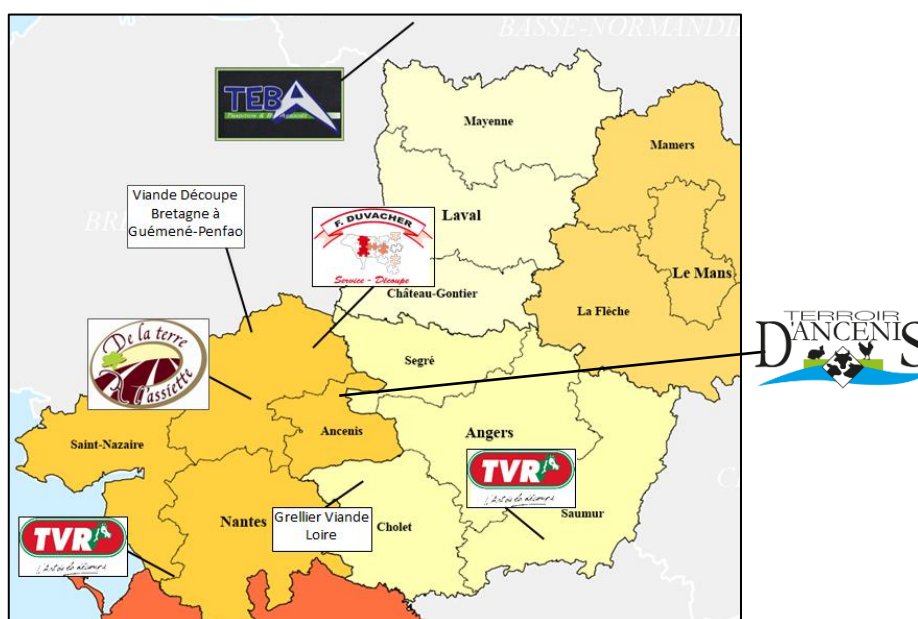 BASSE-NORMANDIE
TEBA
Mayenne
Mamers
Viande Découpe
Bretagne à
Guémené-Penfao
F. DUVACHER
Service - Découpe
Laval
Le Mans
Château-Gontier
La Flèche
TERROIR
D'ANCENIS
De la terre
A l'assiette
Segré
Saint-Nazaire
Ancenis
Angers
TVR
Saumur
Nantes
Grellier Viande
Loire
Cholet
TVR